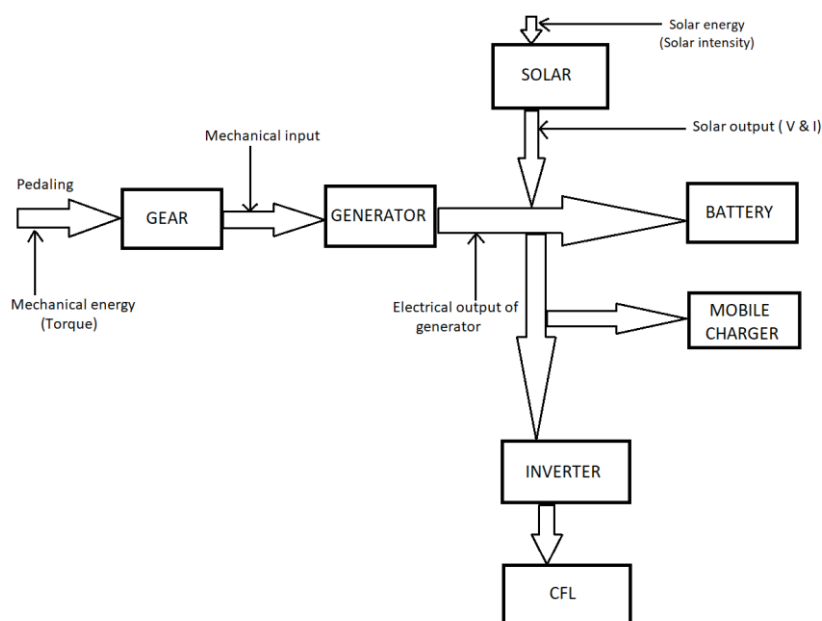 Solar energy
(Solar intensity)
SOLAR
Solar output ( V & I)
Mechanical input
Pedaling
GEAR
GENERATOR
BATTERY
Mechanical energy
(Torque)
Electrical output of
generator
MOBILE
CHARGER
INVERTER
CFL